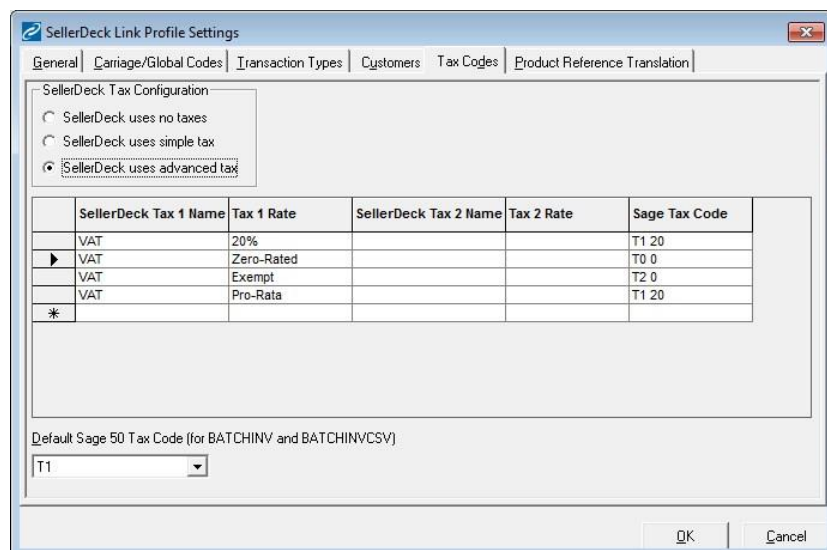 SellerDeck Link Profile Settings
General Carriage/Global Codes Transaction Types Customers Tax Codes Product Reference Translation
SellerDeck Tax Configuration
SellerDeck uses no taxes
SellerDeck uses simple tax
SellerDeck uses advanced tax
SellerDeck Tax 1 Name Tax 1 Rate SellerDeck Tax 2 Name Tax 2 Rate Sage Tax Code
VAT 20% T1 20
VAT Zero-Rated T0 0
VAT Exempt T2 0
VAT Pro-Rata T1 20
Default Sage 50 Tax Code (for BATCHINV and BATCHINVCSV)
T1
OK Cancel